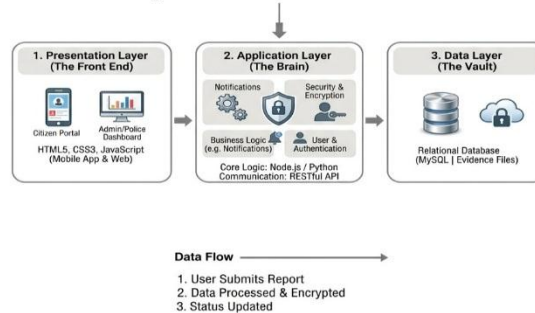 1. Presentation Layer
(The Front End)
Citizen Portal
Admin/Police
Dashboard
HTML5, CSS3, JavaScript
(Mobile App & Web)
2. Application Layer
(The Brain)
Notifications
Security &
Encryption
Business Logic
(e.g. Notifications)
User &
Authentication
Core Logic: Node.js / Python
Communication: RESTful API
3. Data Layer
(The Vault)
Relational Database
(MySQL | Evidence Files)
Data Flow
1. User Submits Report
2. Data Processed & Encrypted
3. Status Updated